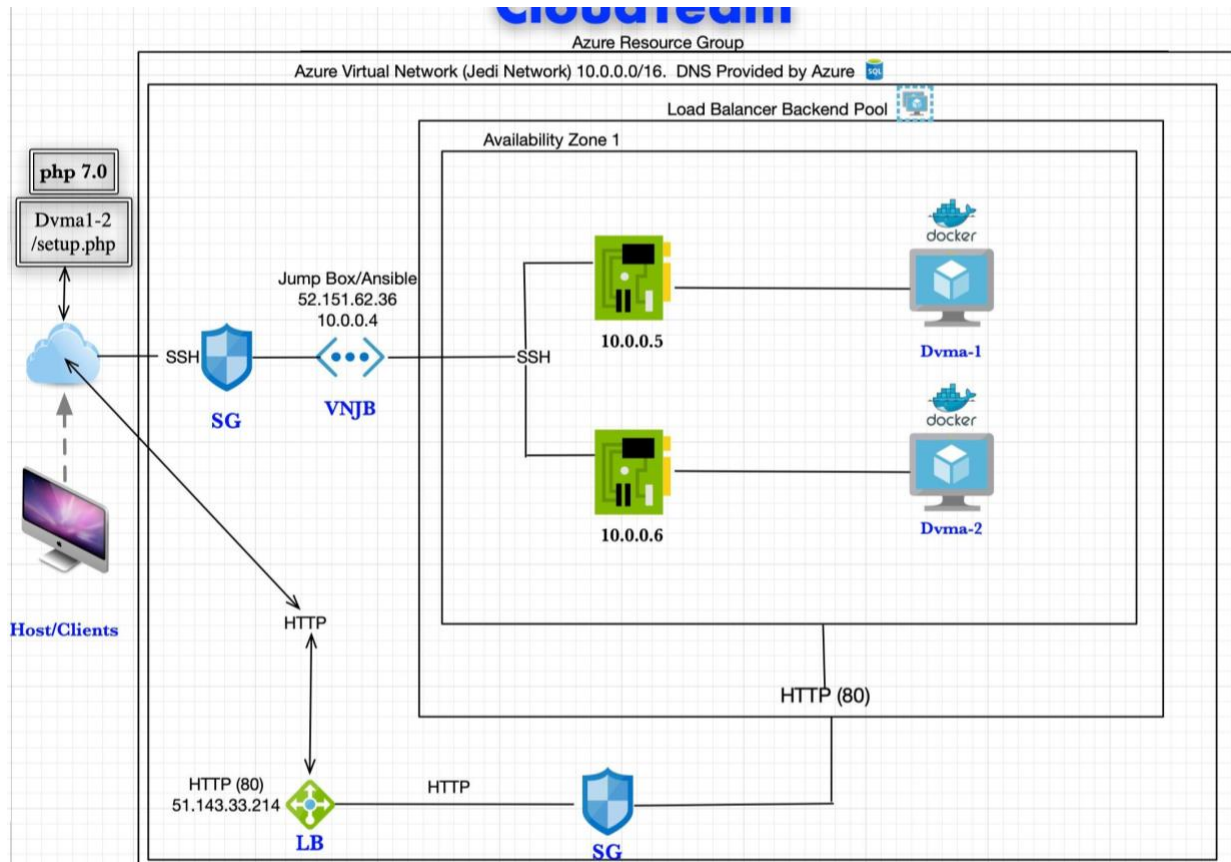 CloudTeam
Azure Resource Group
Azure Virtual Network (Jedi Network) 10.0.0.0/16.  DNS Provided by Azure
SQL
Load Balancer Backend Pool
Availability Zone 1
php 7.0
Dvma1-2
/setup.php
docker
Jump Box/Ansible
52.151.62.36
10.0.0.4
10.0.0.5
Dvma-1
SSH
SSH
SG
VNJB
docker
10.0.0.6
Dvma-2
Host/Clients
HTTP
HTTP (80)
HTTP (80)
51.143.33.214
HTTP
LB
SG